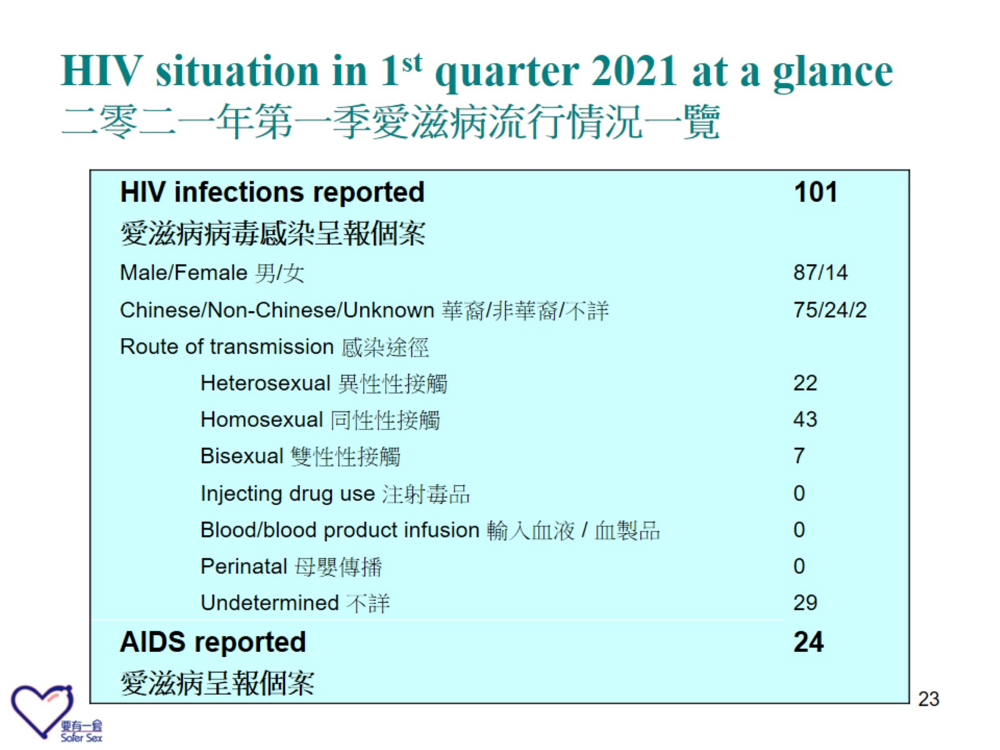 HIV situation in 1st quarter 2021 at a glance
二零二一年第一季愛滋病流行情況一覽
HIV infections reported 101
愛滋病病毒感染呈報個案
Male/Female 男/女 87/14
Chinese/Non-Chinese/Unknown 華裔/非華裔/不詳 75/24/2
Route of transmission 感染途徑
Heterosexual 異性性接觸 22
Homosexual 同性性接觸 43
Bisexual 雙性性接觸 7
Injecting drug use 注射毒品 0
Blood/blood product infusion 輸入血液 / 血製品 0
Perinatal 母嬰傳播 0
Undetermined 不詳 29
AIDS reported 24
愛滋病呈報個案
23
要有一套
Safer Sex